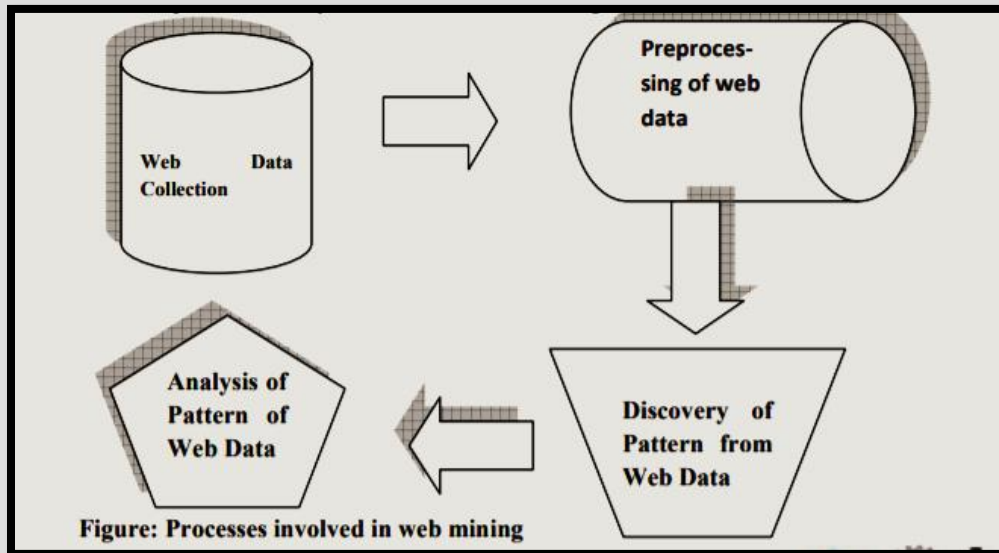 Web Data
Collection
Preproces-
sing of web
data
Discovery of
Pattern from
Web Data
Analysis of
Pattern of
Web Data
Figure: Processes involved in web mining